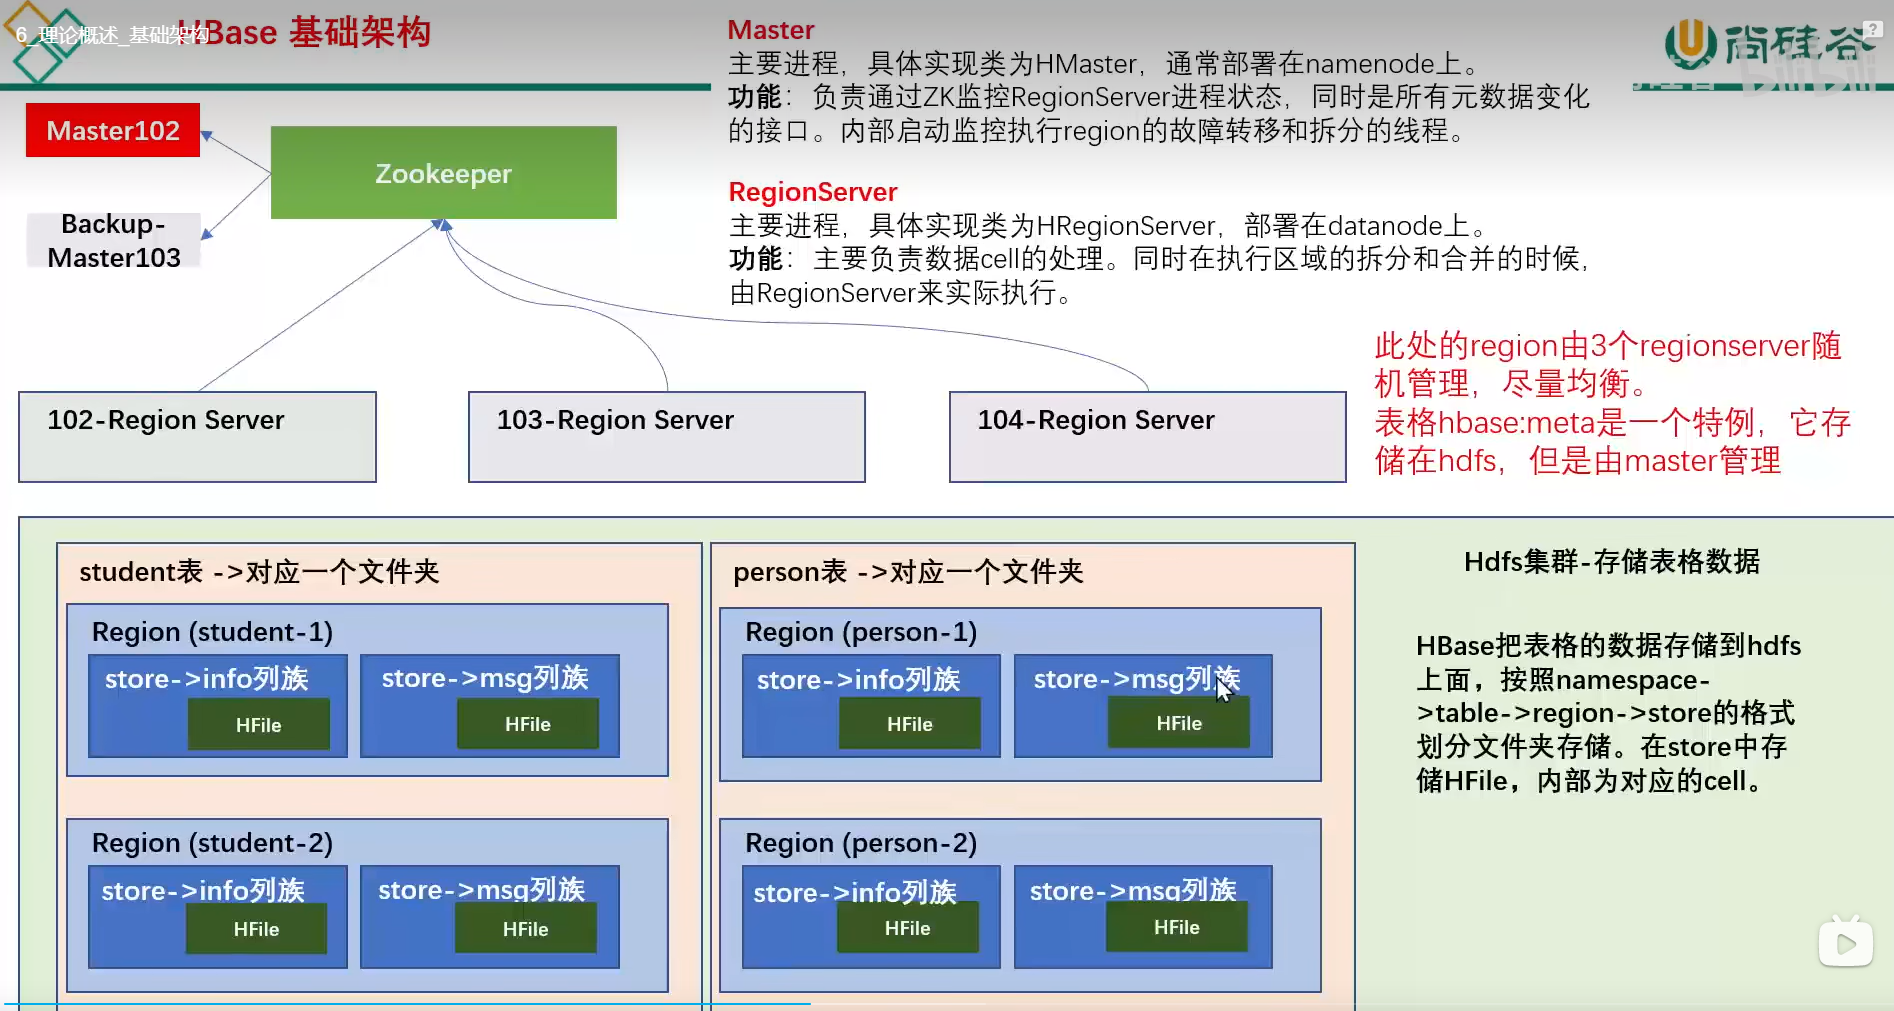 6_理论概述_基础架构
HBase 基础架构
尚硅谷
bilibili
Master
主要进程，具体实现类为HMaster，通常部署在namenode上。
功能：负责通过ZK监控RegionServer进程状态，同时是所有元数据变化
的接口。内部启动监控执行region的故障转移和拆分的线程。
RegionServer
主要进程，具体实现类为HRegionServer，部署在datanode上。
功能：主要负责数据cell的处理。同时在执行区域的拆分和合并的时候，
由RegionServer来实际执行。
Master102
Zookeeper
Backup-
Master103
102-Region Server
103-Region Server
104-Region Server
此处的region由3个regionserver随
机管理，尽量均衡。
表格hbase:meta是一个特例，它存
储在hdfs，但是由master管理
student表 ->对应一个文件夹
Region (student-1)
store->info列族
HFile
store->msg列族
HFile
Region (student-2)
store->info列族
HFile
store->msg列族
HFile
person表 ->对应一个文件夹
Region (person-1)
store->info列族
HFile
store->msg列族
HFile
Region (person-2)
store->info列族
HFile
store->msg列族
HFile
Hdfs集群-存储表格数据
HBase把表格的数据存储到hdfs
上面，按照namespace-
>table->region->store的格式
划分文件夹存储。在store中存
储HFile，内部为对应的cell。